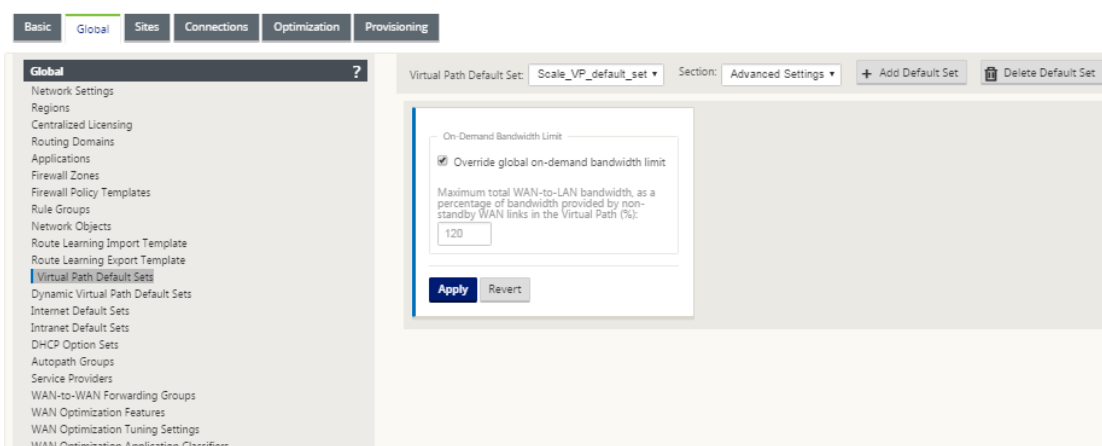 Basic Global Sites Connections Optimization Provisioning
Global ?
Network Settings
Regions
Centralized Licensing
Routing Domains
Applications
Firewall Zones
Firewall Policy Templates
Rule Groups
Network Objects
Route Learning Import Template
Route Learning Export Template
Virtual Path Default Sets
Dynamic Virtual Path Default Sets
Internet Default Sets
Intranet Default Sets
DHCP Option Sets
Autopath Groups
Service Providers
WAN-to-WAN Forwarding Groups
WAN Optimization Features
WAN Optimization Tuning Settings
WAN Optimization Application Classifiers
Virtual Path Default Set: Scale_VP_default_set Section: Advanced Settings + Add Default Set Delete Default Set
On-Demand Bandwidth Limit
Override global on-demand bandwidth limit
Maximum total WAN-to-LAN bandwidth, as a
percentage of bandwidth provided by non-
standby WAN links in the Virtual Path (%):
120
Apply Revert